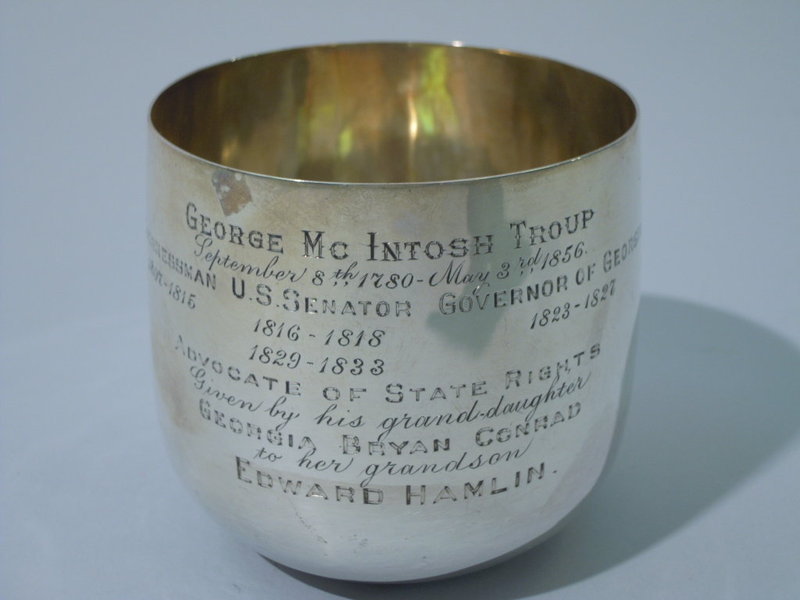 GEORGE MC INTOSH TROUP
September 8th, 1780 - May 3rd, 1856.
U.S. SENATOR GOVERNOR OF
-1815 1816 - 1818 1823 - 1827
1829 - 1833
ADVOCATE OF STATE RIGHTS
Given by his grand-daughter
GEORGIA BRYAN CONRAD
to her grandson
EDWARD HAMLIN.